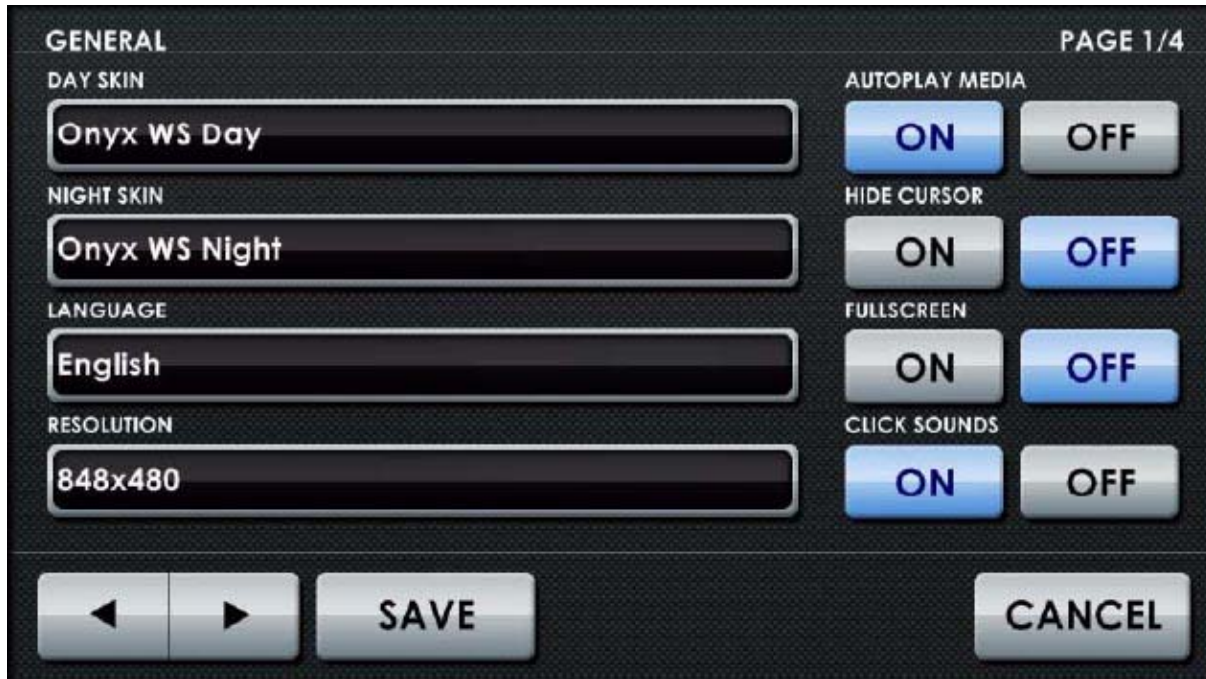 GENERAL PAGE 1/4
DAY SKIN AUTOPLAY MEDIA
Onyx WS Day ON OFF
NIGHT SKIN HIDE CURSOR
Onyx WS Night ON OFF
LANGUAGE FULLSCREEN
English ON OFF
RESOLUTION CLICK SOUNDS
848x480 ON OFF
SAVE CANCEL